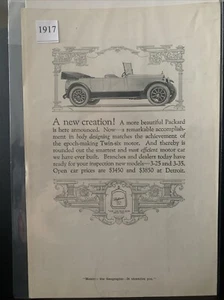 1917
A new creation! A more beautiful Packard
is here announced. Now—a remarkable accomplish-
ment in body designing matches the achievement of
the epoch-making Twin-six motor. And thereby is
rounded out the smartest and most efficient motor car
we have ever built. Branches and dealers today have
ready for your inspection new models—3-25 and 3-35.
Open car prices are $3450 and $3850 at Detroit.